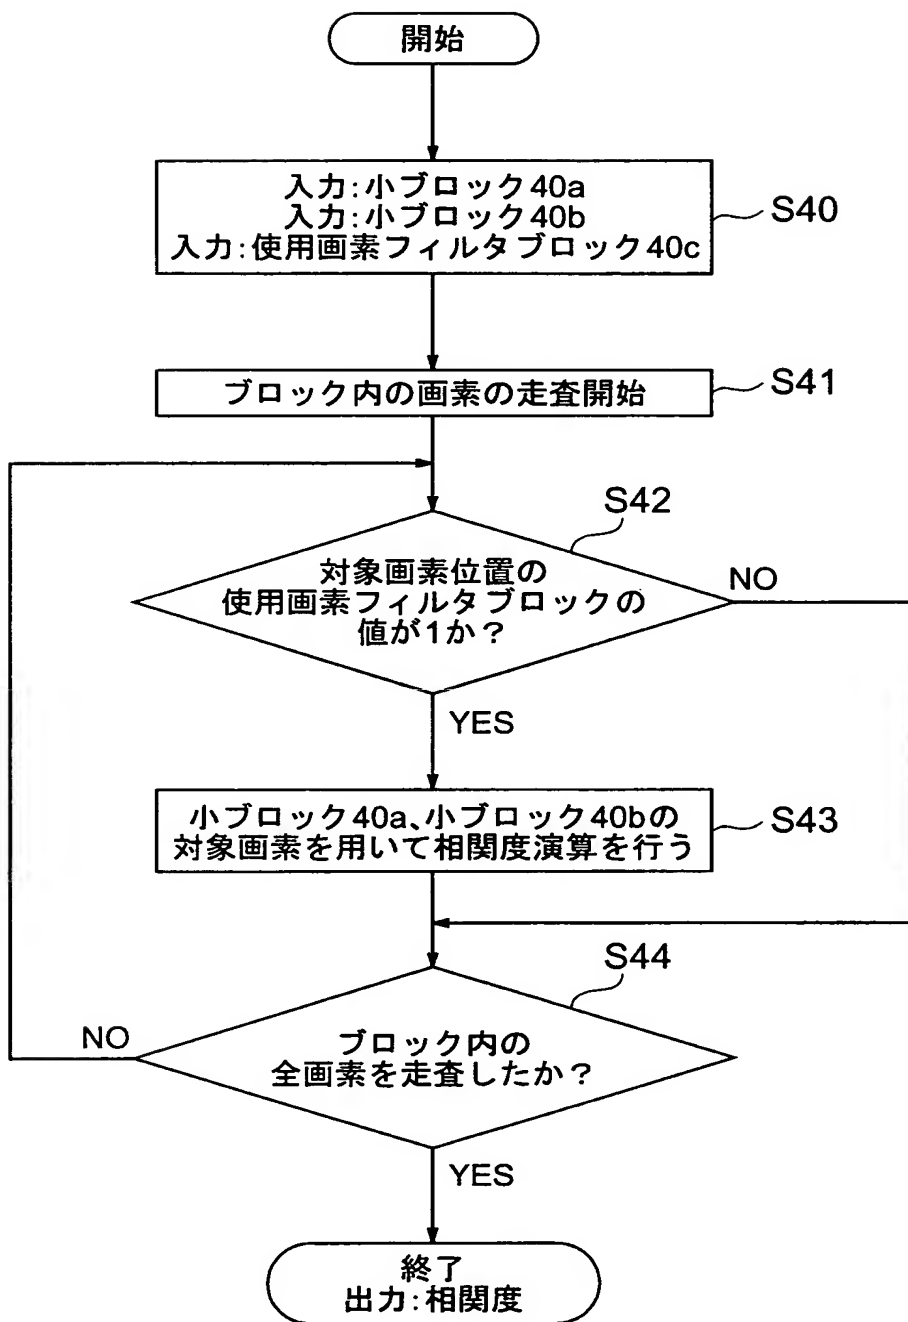 開始
入力:小ブロック40a
入力:小ブロック40b
入力:使用画素フィルタブロック40c
S40
ブロック内の画素の走査開始
S41
S42
対象画素位置の
使用画素フィルタブロックの
値が1か?
NO
YES
小ブロック40a、小ブロック40bの
対象画素を用いて相関度演算を行う
S43
S44
ブロック内の
全画素を走査したか?
NO
YES
終了
出力:相関度